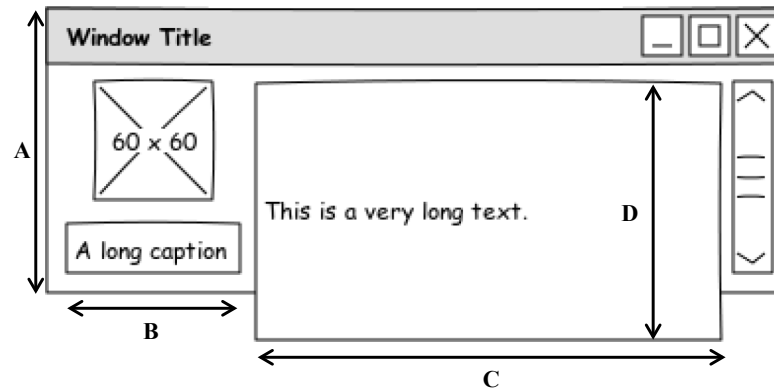 Window Title
A
60 x 60
This is a very long text.
D
A long caption
B
C